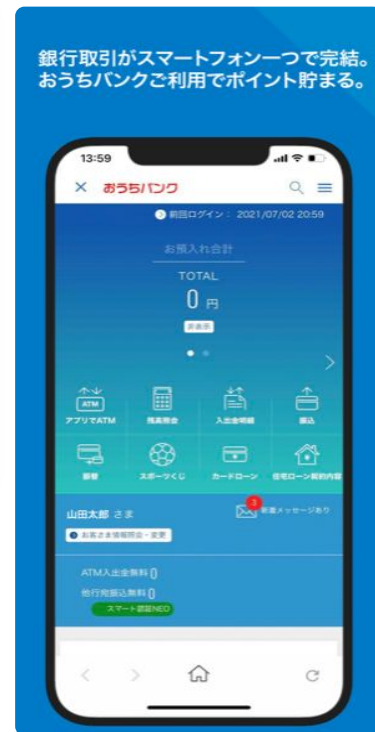 銀行取引がスマートフォン一つで完結。
おうちバンクご利用でポイント貯まる。
13:59
おうちバンク
前回ログイン： 2021/07/02 20:59
お預入れ合計
TOTAL
0 円
非表示
ATM
アプリでATM 残高照会 入出金明細 振込
振替 スポーツくじ カードローン 住宅ローン契約内容
山田太郎 さま
3
新着メッセージあり
お客さま情報照会・変更
ATM入出金無料0
他行宛振込無料0
スマート認証NEO